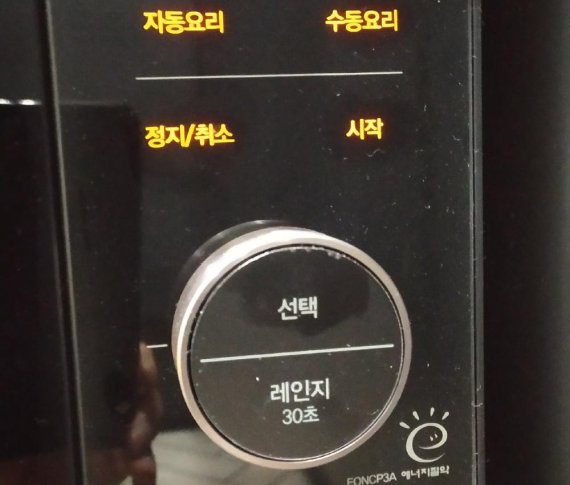 자동요리 수동요리
정지/취소 시작
선택
레인지
30초
EONCP3A 에너지절약